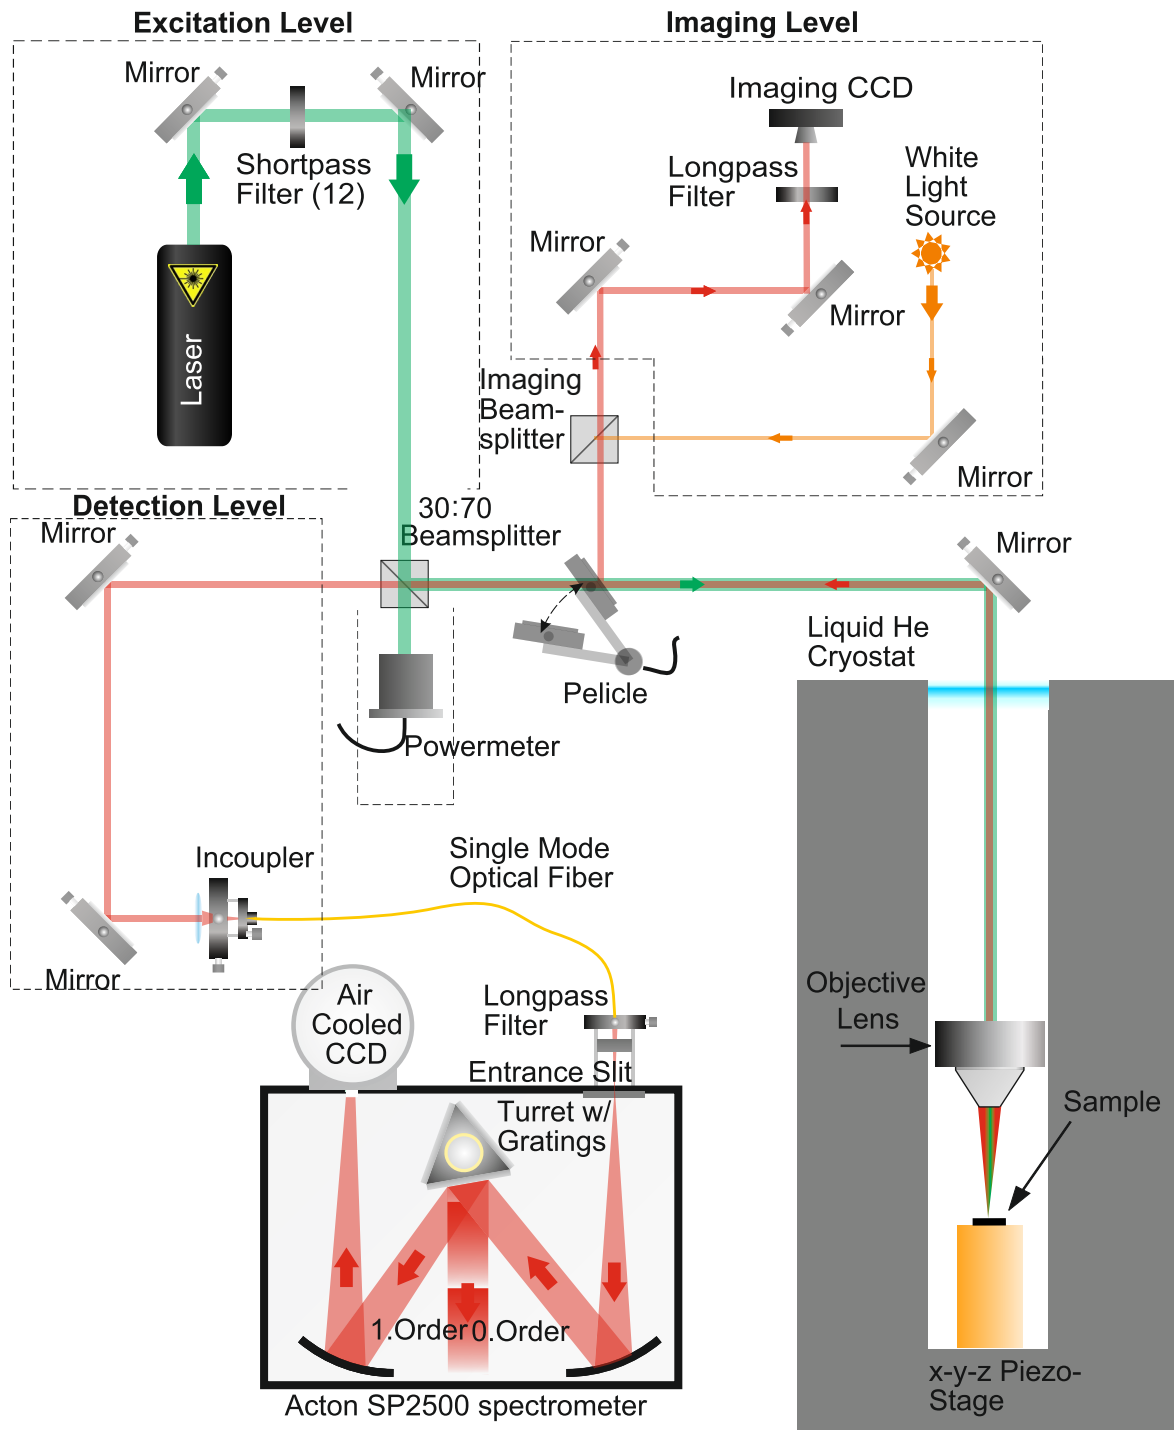 Excitation Level
Imaging Level
Mirror
Mirror
Shortpass
Filter (12)
Laser
Imaging CCD
Longpass
Filter
White
Light
Source
Mirror
Mirror
Imaging
Beam-
splitter
Mirror
Detection Level
Mirror
30:70
Beamsplitter
Mirror
Liquid He
Cryostat
Pelicle
Powermeter
Incoupler
Single Mode
Optical Fiber
Mirror
Air
Cooled
CCD
Longpass
Filter
Entrance Slit
Turret w/
Gratings
Objective
Lens
Sample
1.Order
0.Order
x-y-z Piezo-
Stage
Acton SP2500 spectrometer